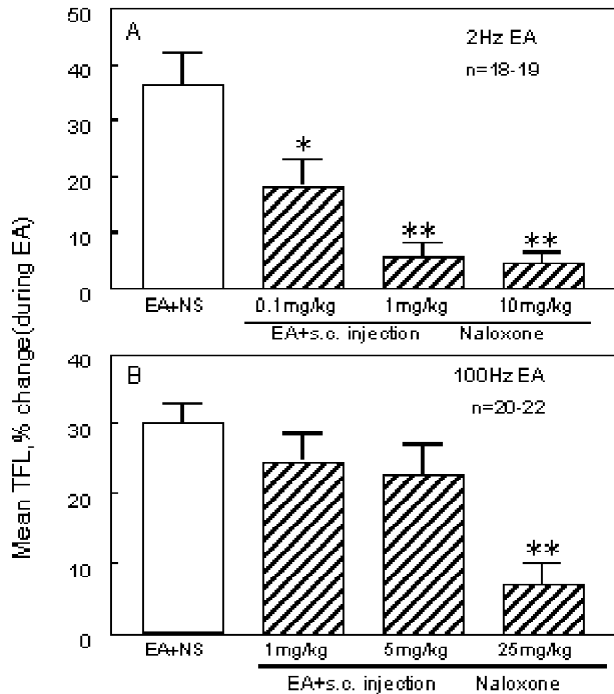 Mean TFL,% change(during EA)
A
2Hz EA
n=18-19
50
40
30
20
10
0
*
**
**
EA+NS
0.1mg/kg
1mg/kg
10mg/kg
EA+s.c. injection
Naloxone
B
100Hz EA
n=20-22
40
30
20
10
0
**
EA+NS
1mg/kg
5mg/kg
25mg/kg
EA+s.c. injection
Naloxone